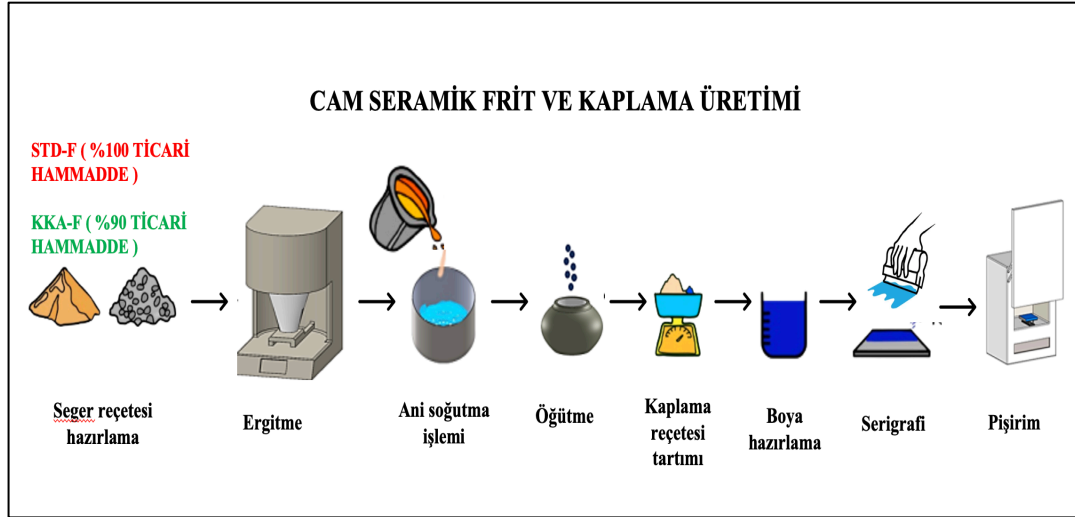 CAM SERAMİK FRİT VE KAPLAMA ÜRETİMİ
STD-F ( %100 TİCARİ
HAMMADDE )
KKA-F ( %90 TİCARİ
HAMMADDE )
Seger reçetesi
hazırlama
Ergitme
Ani soğutma
işlemi
Öğütme
Kaplama
reçetesi
tartımı
Boya
hazırlama
Serigrafi
Pişirim